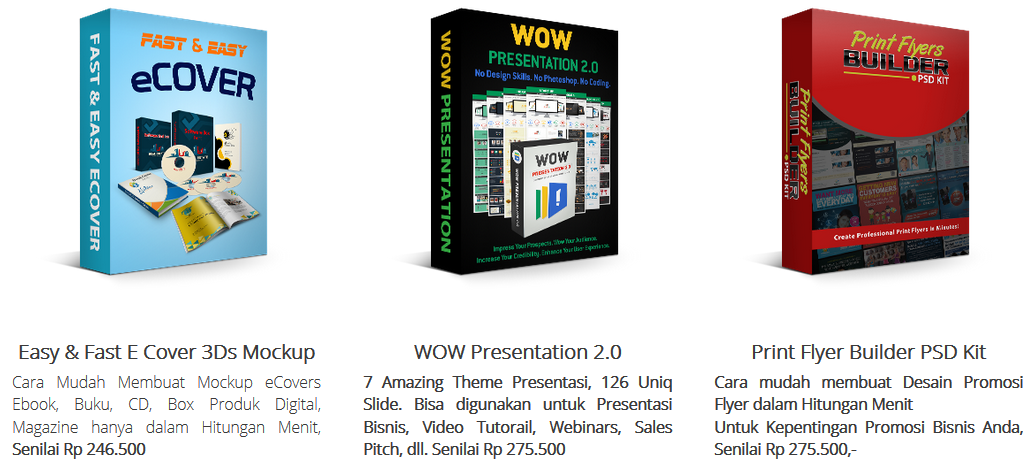 FAST & EASY ECOVER
FAST & EASY
eCOVER
WOW PRESENTATION
WOW
PRESENTATION 2.0
No Design Skills. No Photoshop. No Coding.
WOW
PRESENTATION 2.0
Impress Your Prospects. Wow Your Audience.
Increase Your Credibility. Enhance Your User Experience.
Print Flyers
BUILDER
PSD KIT
Print Flyers
BUILDER
PSD KIT
Create Professional Print Flyers in Minutes!
Easy & Fast E Cover 3Ds Mockup
Cara Mudah Membuat Mockup eCovers
Ebook, Buku, CD, Box Produk Digital,
Magazine hanya dalam Hitungan Menit,
Senilai Rp 246.500
WOW Presentation 2.0
7 Amazing Theme Presentasi, 126 Uniq
Slide. Bisa digunakan untuk Presentasi
Bisnis, Video Tutorail, Webinars, Sales
Pitch, dll. Senilai Rp 275.500
Print Flyer Builder PSD Kit
Cara mudah membuat Desain Promosi
Flyer dalam Hitungan Menit
Untuk Kepentingan Promosi Bisnis Anda,
Senilai Rp 275.500,-